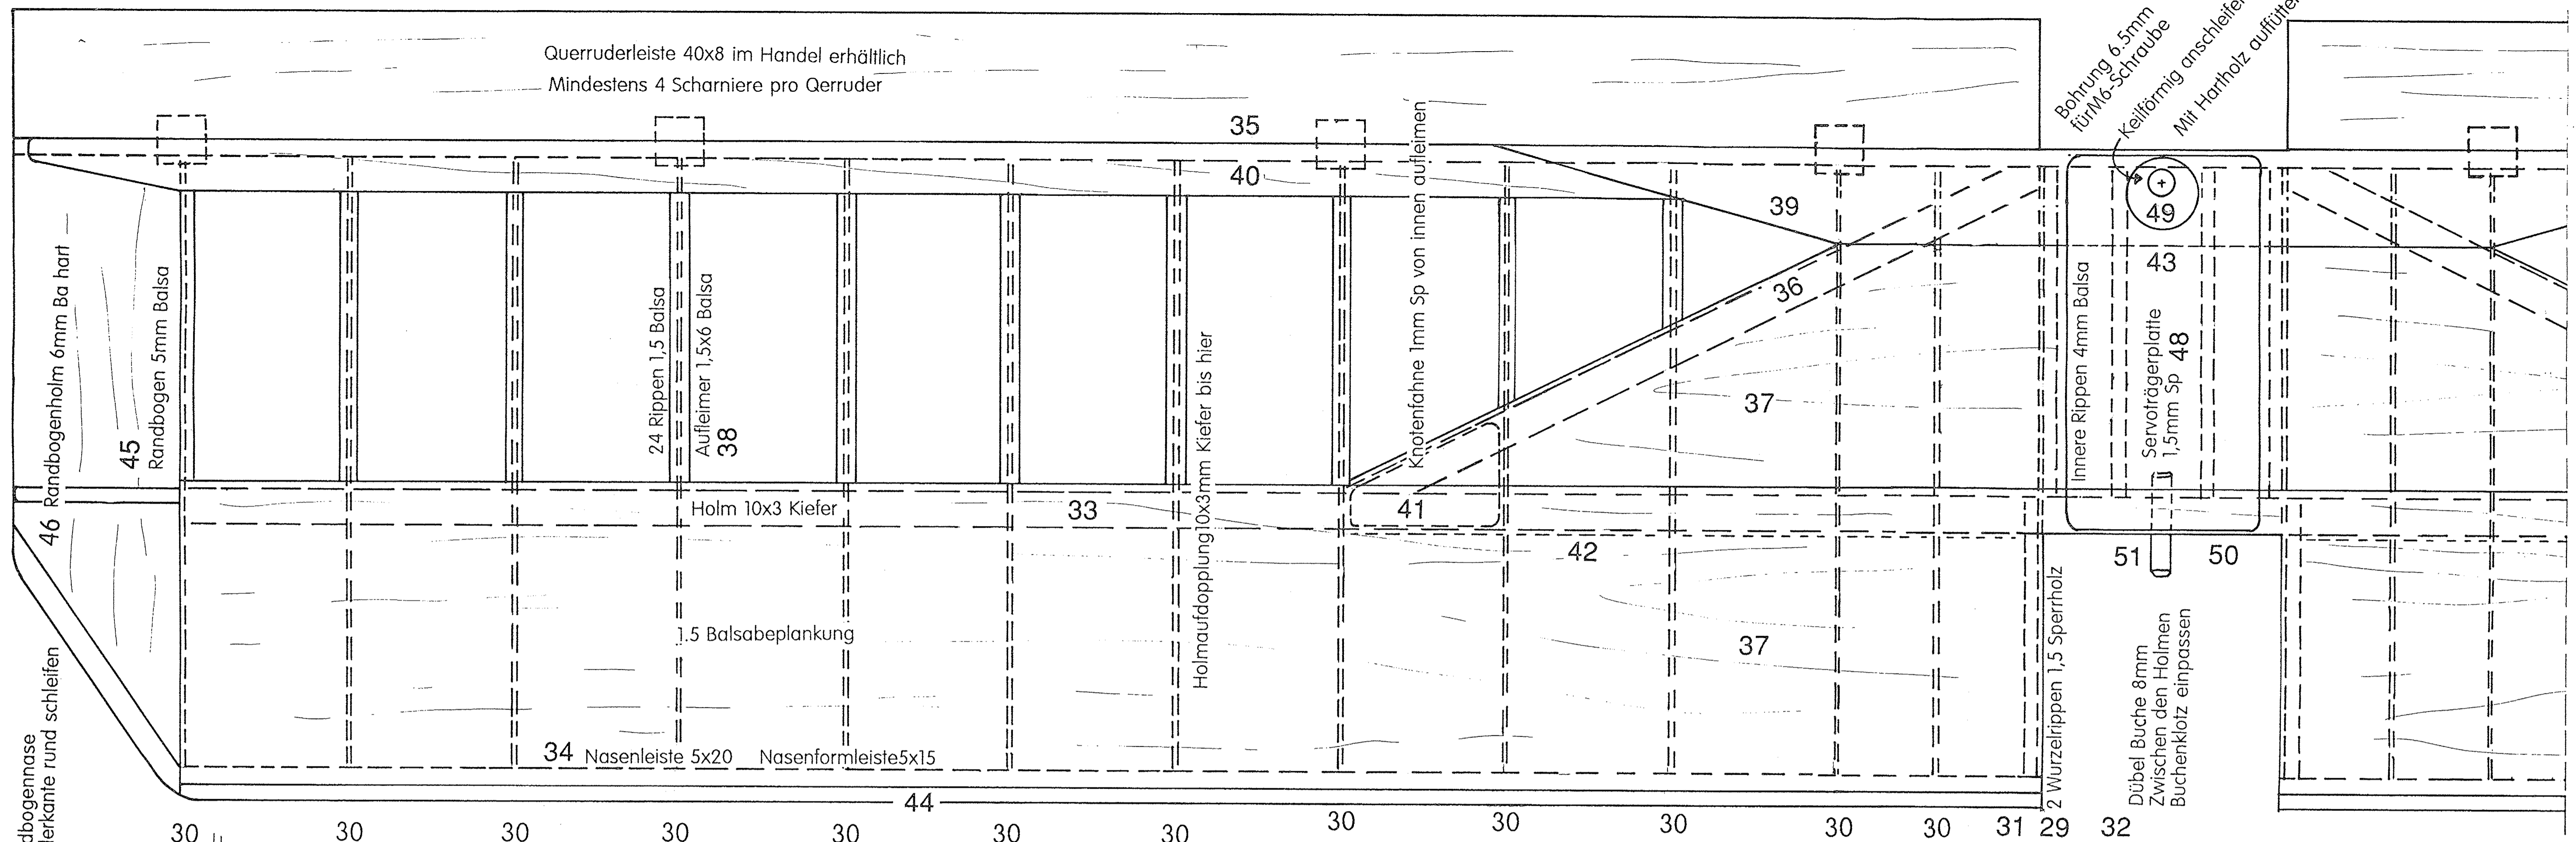 Querruderleiste 40x8 im Handel erhältlich
Mindestens 4 Scharniere pro Qerruder
35
40
39
36
37
37
38
33
41
42
43
49
48
51
50
45
46
34
44
Bohrung 6.5mm
fürM6-Schraube
Keilförmig anschleifen
Mit Hartholz
Randbogenholm 6mm Ba hart
Randbogen 5mm Balsa
24 Rippen 1,5 Balsa
Aufleimer 1,5x6 Balsa
Knotenfahne 1mm Sp von innen aufleimen
Holmaufdopplung10x3mm Kiefer bis hier
Innere Rippen 4mm Balsa
Servoträgerplatte
1,5mm Sp
Holm 10x3 Kiefer
1.5 Balsabeplankung
Nasenleiste 5x20 Nasenformleiste5x15
2 Wurzelrippen 1,5 Sperrholz
Dübel Buche 8mm
Zwischen den Holmen
Buchenklotz einpassen
dbogennase
lerkante rund schleifen
30 30 30 30 30 30 30 30 30 30 30 30 31 29 32